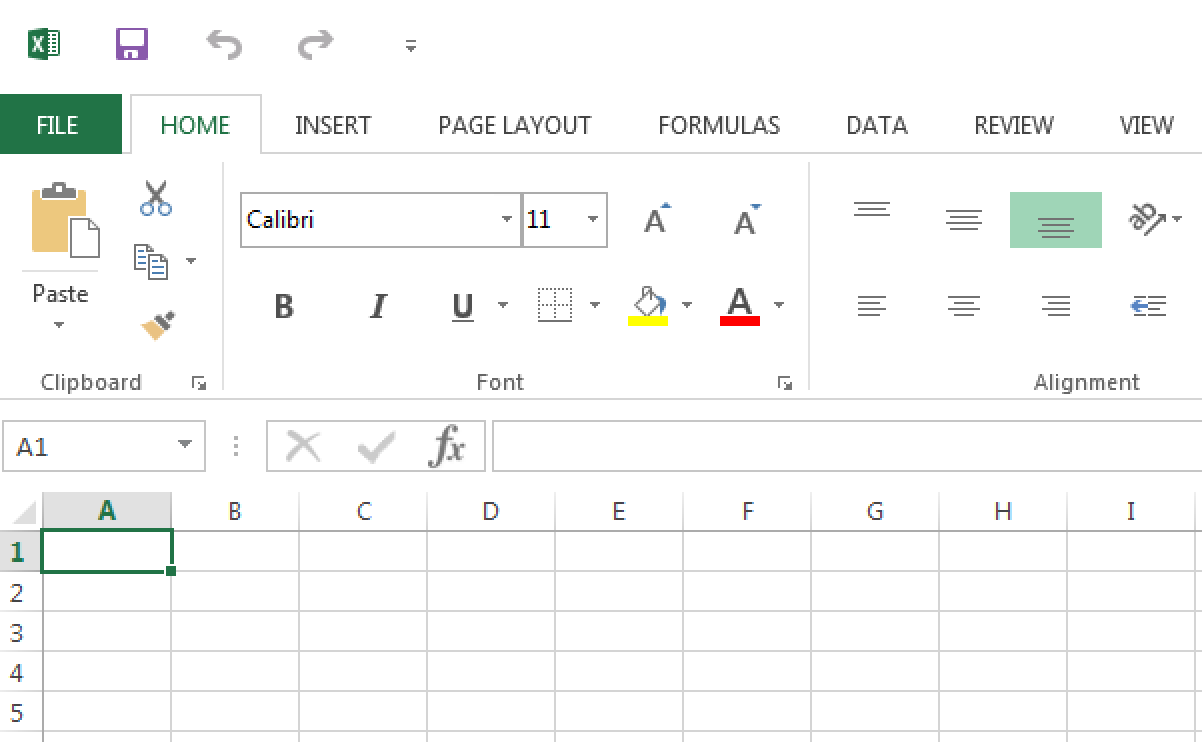 FILE HOME INSERT PAGE LAYOUT FORMULAS DATA REVIEW VIEW
Calibri 11 A A ab
Paste B I U A
Clipboard Font Alignment
A1 fx
A B C D E F G H I
1
2
3
4
5